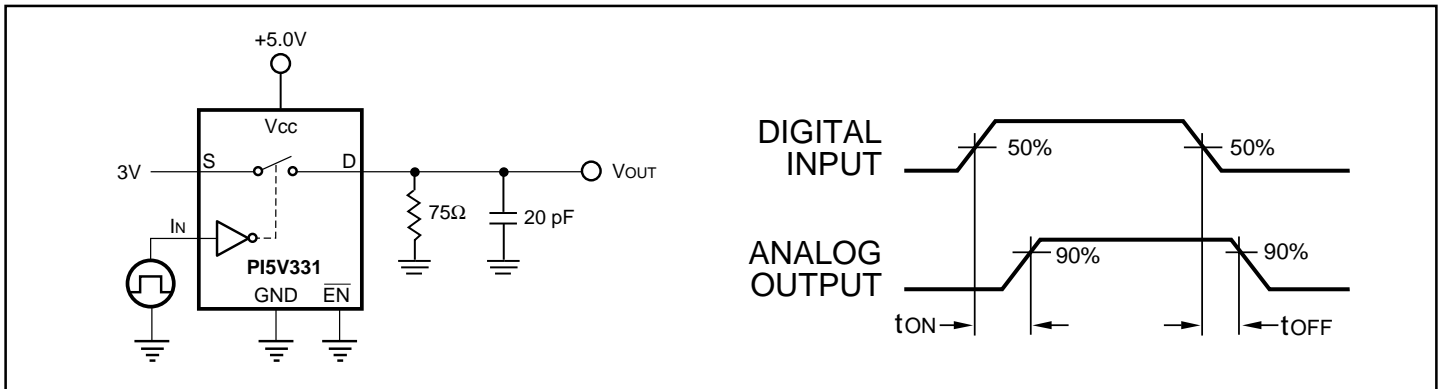 +5.0V
VCC
3V
S
D
VOUT
75Ω
20 pF
IN
PI5V331
GND
EN
DIGITAL
INPUT
50%
50%
ANALOG
OUTPUT
90%
90%
tON
tOFF